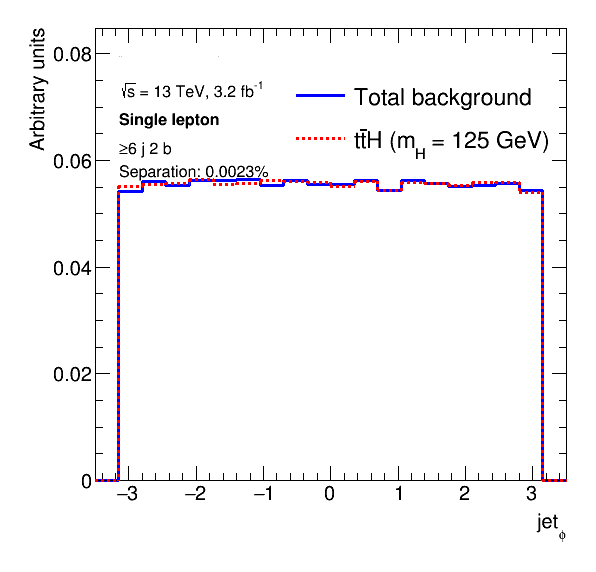 Arbitrary units
0.08
0.06
0.04
0.02
0
√s = 13 TeV, 3.2 fb⁻¹
Single lepton
≥6 j 2 b
Separation: 0.0023%
Total background
tt̄H (m_H = 125 GeV)
−3 −2 −1 0 1 2 3
jet_ϕ